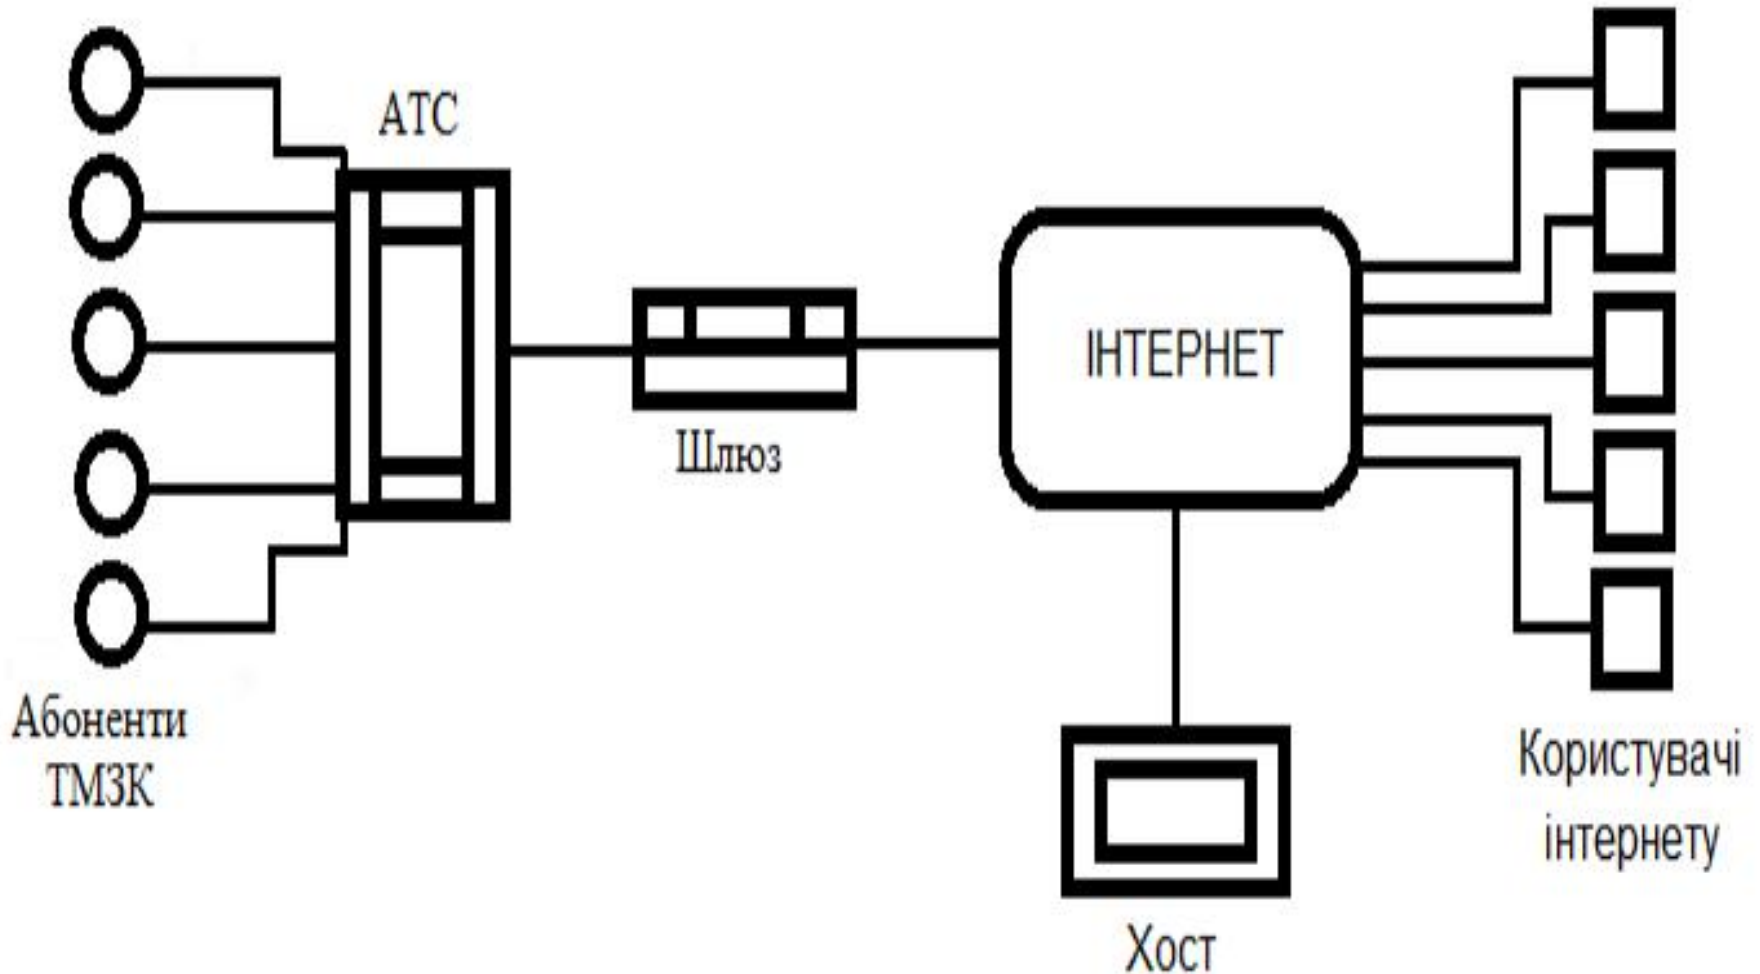 АТС
ІНТЕРНЕТ
Шлюз
Абоненти
ТМЗК
Користувачі
інтернету
Хост